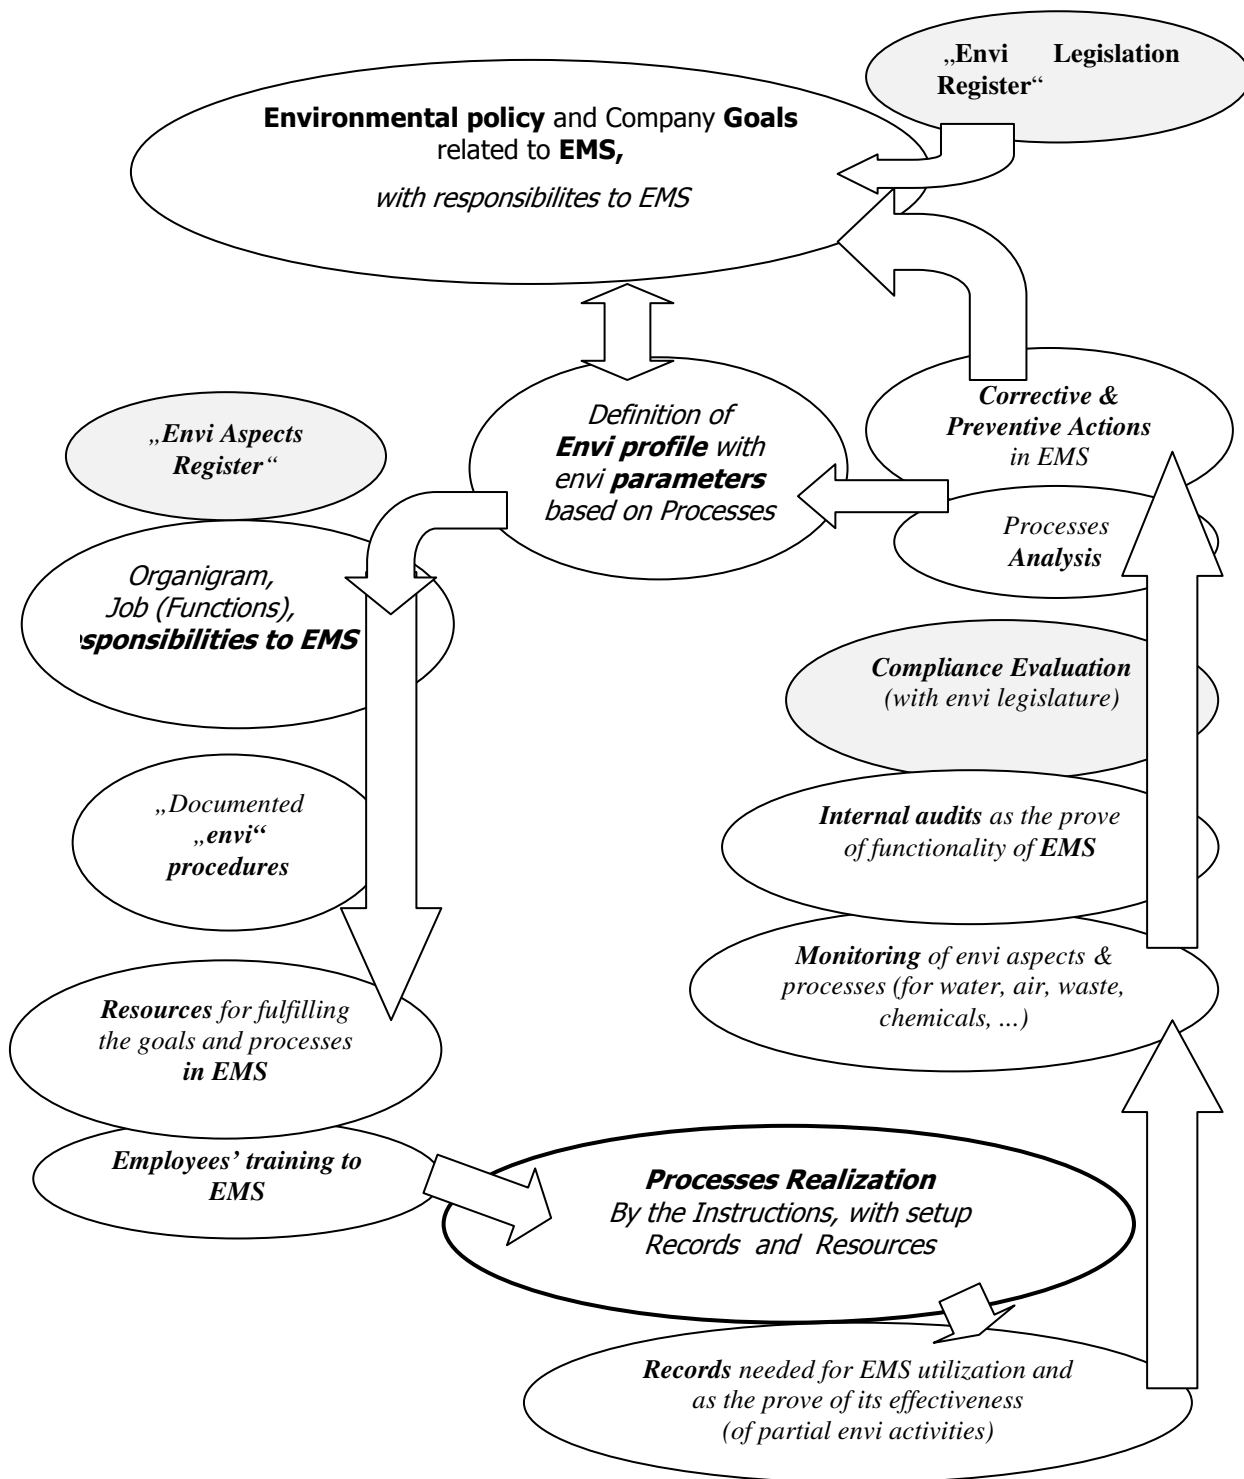 „Envi Legislation
Register“
Environmental policy and Company Goals
related to EMS,
with responsibilites to EMS
Corrective &
Preventive Actions
in EMS
Definition of
Envi profile with
envi parameters
based on Processes
„Envi Aspects
Register“
Processes
Analysis
Organigram,
Job (Functions),
esponsibilities to EMS
Compliance Evaluation
(with envi legislature)
„Documented
„envi“
procedures
Internal audits as the prove
of functionality of EMS
Monitoring of envi aspects &
processes (for water, air, waste,
chemicals, ...)
Resources for fulfilling
the goals and processes
in EMS
Employees’ training to
EMS
Processes Realization
By the Instructions, with setup
Records and Resources
Records needed for EMS utilization and
as the prove of its effectiveness
(of partial envi activities)